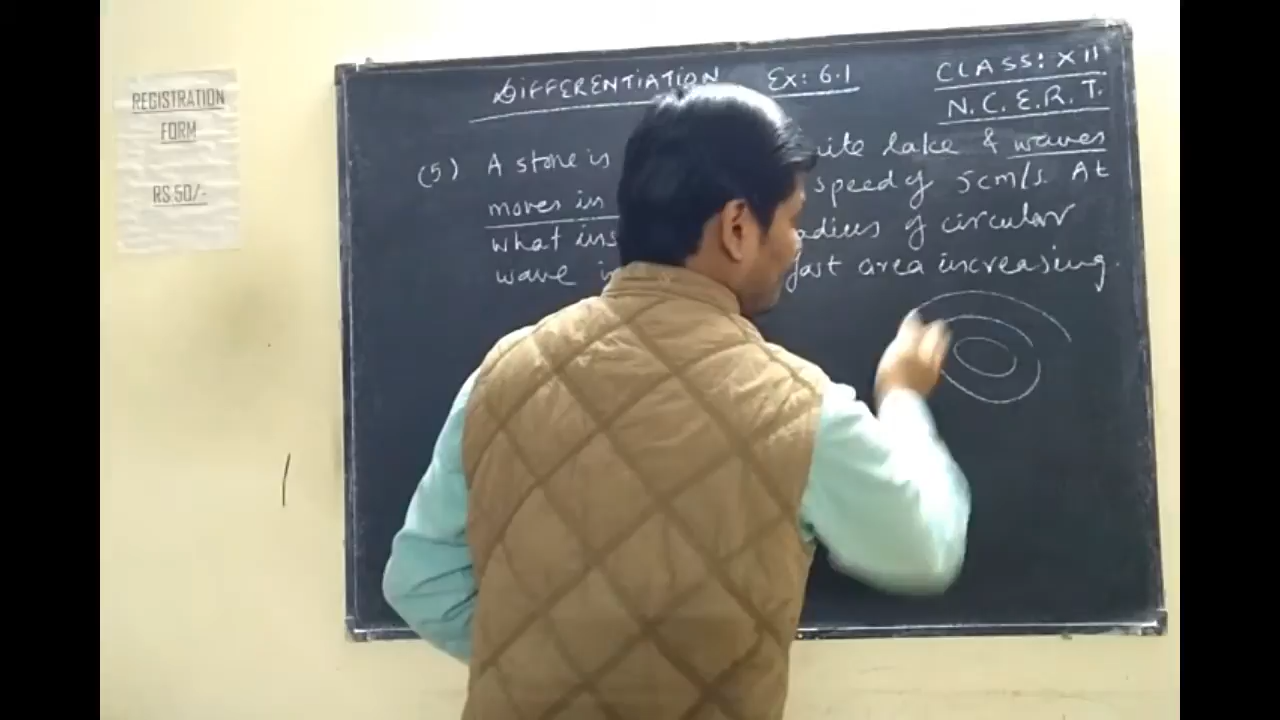 REGISTRATION
FORM
RS 50/-
DIFFERENTIATION Ex: 6.1
CLASS: XII
N.C.E.R.T.
(5) A stone is uite lake & waves
moves in speed of 5cm/s. At
what ins adius of circular
wave i fast area increasing.